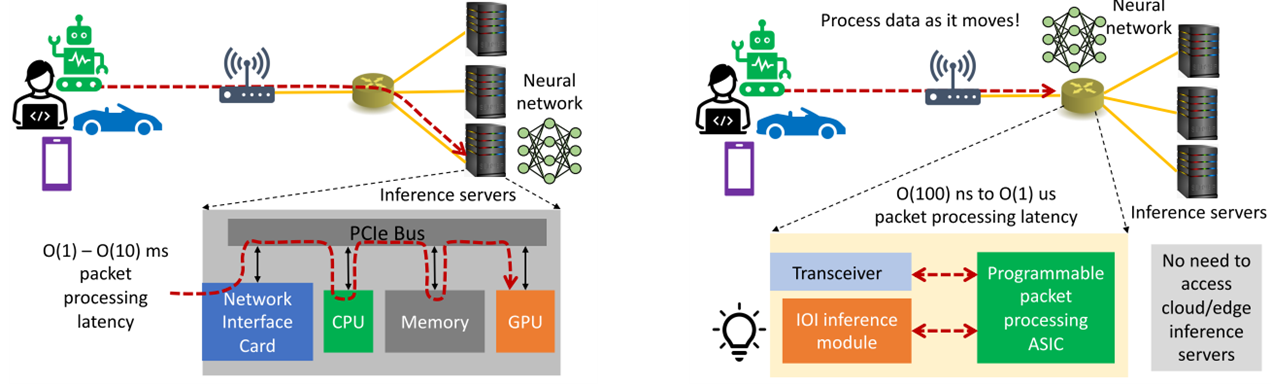 Neural
network
Inference servers
PCIe Bus
O(1) – O(10) ms
packet
processing
latency
Network
Interface
Card
CPU
Memory
GPU
</>
Process data as it moves!
Neural
network
</>
Inference servers
O(100) ns to O(1) us
packet processing latency
Transceiver
IOI inference
module
Programmable
packet
processing
ASIC
No need to
access
cloud/edge
inference
servers